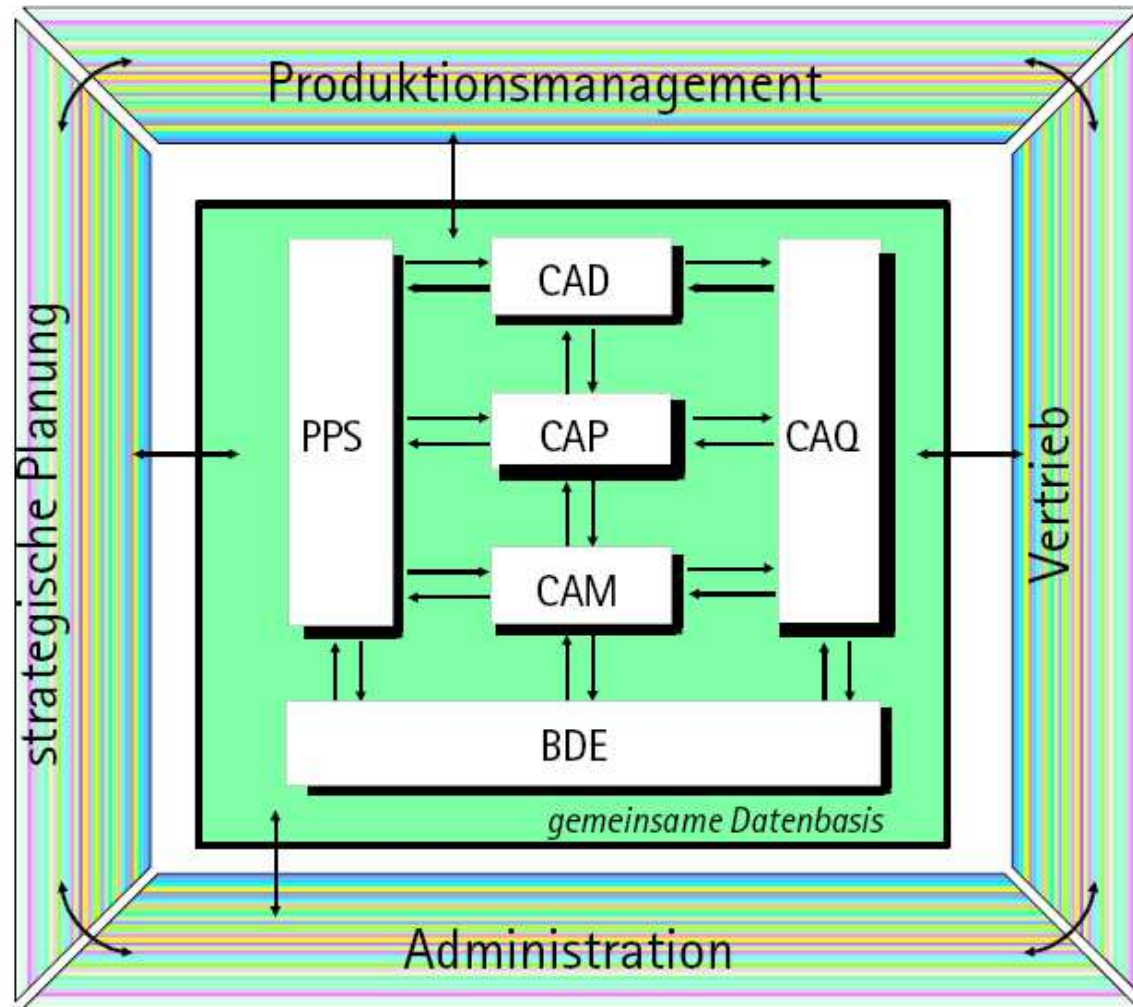 Produktionsmanagement
strategische Planung
CAD
PPS
CAP
CAQ
CAM
Vertrieb
BDE
gemeinsame Datenbasis
Administration